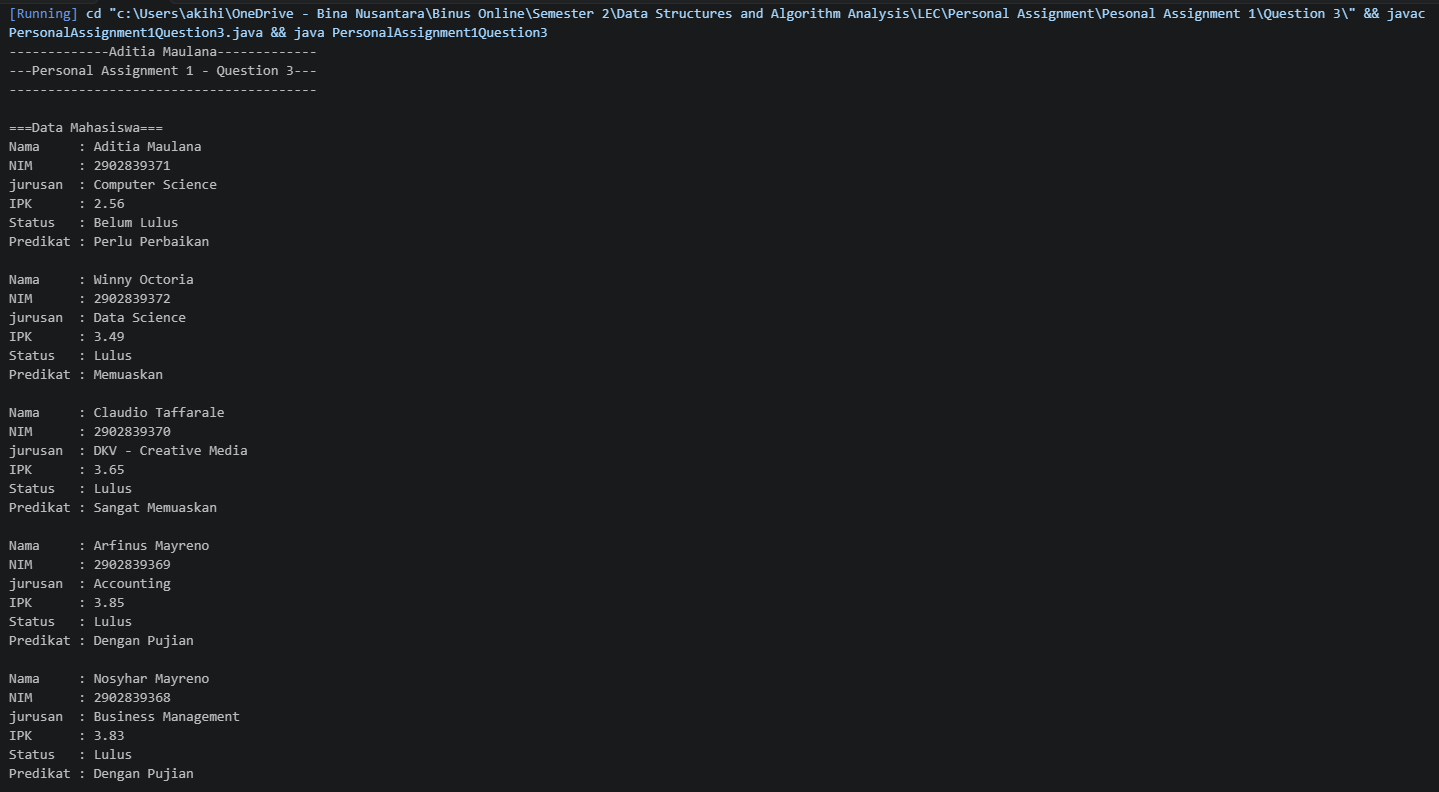 [Running] cd "c:\Users\akihi\OneDrive - Bina Nusantara\Binus Online\Semester 2\Data Structures and Algorithm Analysis\LEC\Personal Assignment\Pesonal Assignment 1\Question 3\" && javac
PersonalAssignment1Question3.java && java PersonalAssignment1Question3
-------------Aditia Maulana-------------
---Personal Assignment 1 - Question 3---
----------------------------------------

===Data Mahasiswa===
Nama     : Aditia Maulana
NIM      : 2902839371
jurusan  : Computer Science
IPK      : 2.56
Status   : Belum Lulus
Predikat : Perlu Perbaikan

Nama     : Winny Octoria
NIM      : 2902839372
jurusan  : Data Science
IPK      : 3.49
Status   : Lulus
Predikat : Memuaskan

Nama     : Claudio Taffarale
NIM      : 2902839370
jurusan  : DKV - Creative Media
IPK      : 3.65
Status   : Lulus
Predikat : Sangat Memuaskan

Nama     : Arfinus Mayreno
NIM      : 2902839369
jurusan  : Accounting
IPK      : 3.85
Status   : Lulus
Predikat : Dengan Pujian

Nama     : Nosyhar Mayreno
NIM      : 2902839368
jurusan  : Business Management
IPK      : 3.83
Status   : Lulus
Predikat : Dengan Pujian